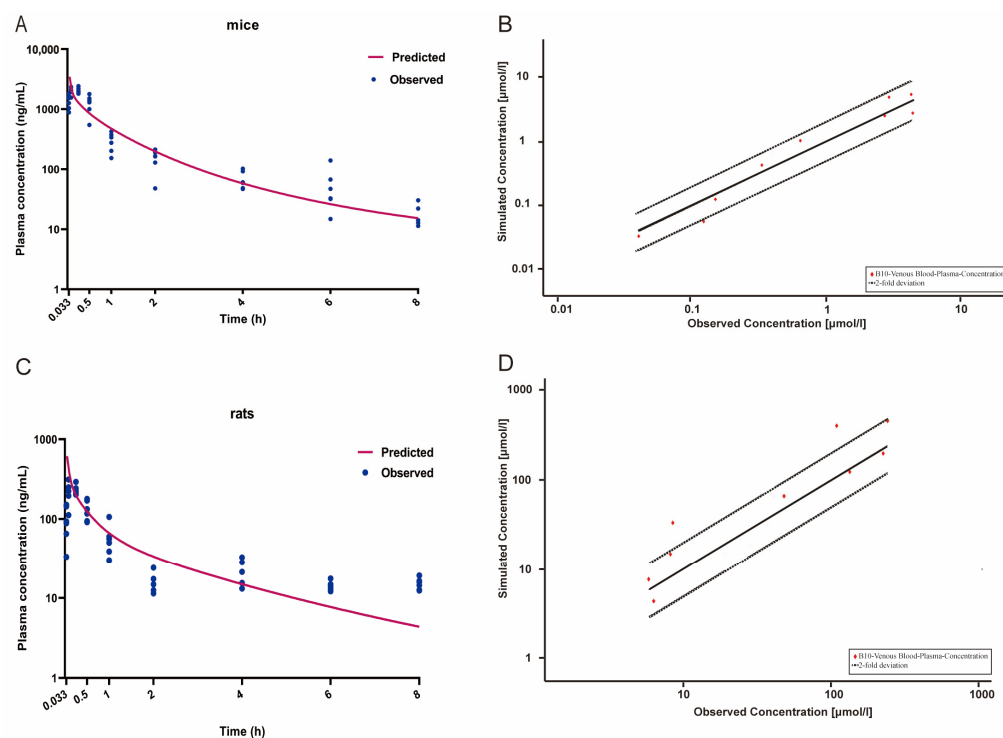 A
mice
Predicted
Observed
10,000
1000
100
10
1
Plasma concentration (ng/mL)
0.033
0.5
1
2
4
6
8
Time (h)
B
10
1
0.1
0.01
Simulated Concentration [µmol/l]
B10-Venous Blood-Plasma-Concentration
2-fold deviation
0.01
0.1
1
10
Observed Concentration [µmol/l]
C
rats
Predicted
Observed
1000
100
10
1
Plasma concentration (ng/mL)
0.033
0.5
1
2
4
6
8
Time (h)
D
1000
100
10
1
Simulated Concentration [µmol/l]
B10-Venous Blood-Plasma-Concentration
2-fold deviation
10
100
1000
Observed Concentration [µmol/l]